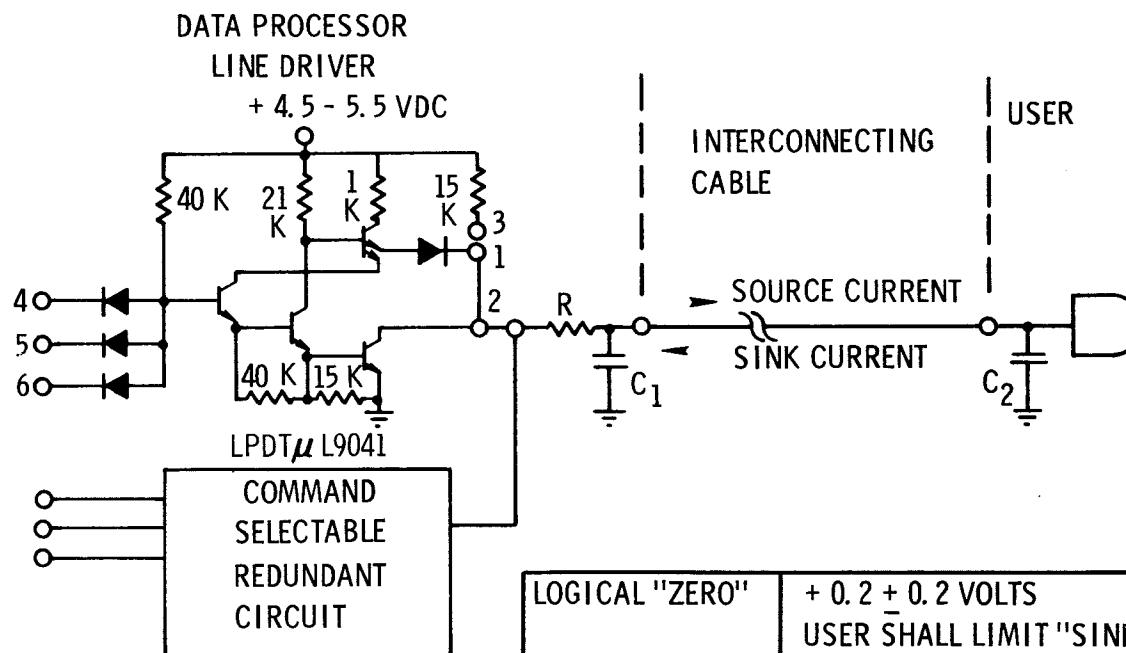 DATA PROCESSOR
LINE DRIVER
+ 4.5 - 5.5 VDC
40 K
21
K
1
K
15
K
3
1
2
4
5
6
40 K
15 K
LPDTμL9041
COMMAND
SELECTABLE
REDUNDANT
CIRCUIT
R
C1
INTERCONNECTING
CABLE
SOURCE CURRENT
SINK CURRENT
USER
C2
LOGICAL "ZERO"
+ 0.2 ± 0.2 VOLTS
USER SHALL LIMIT "SIN